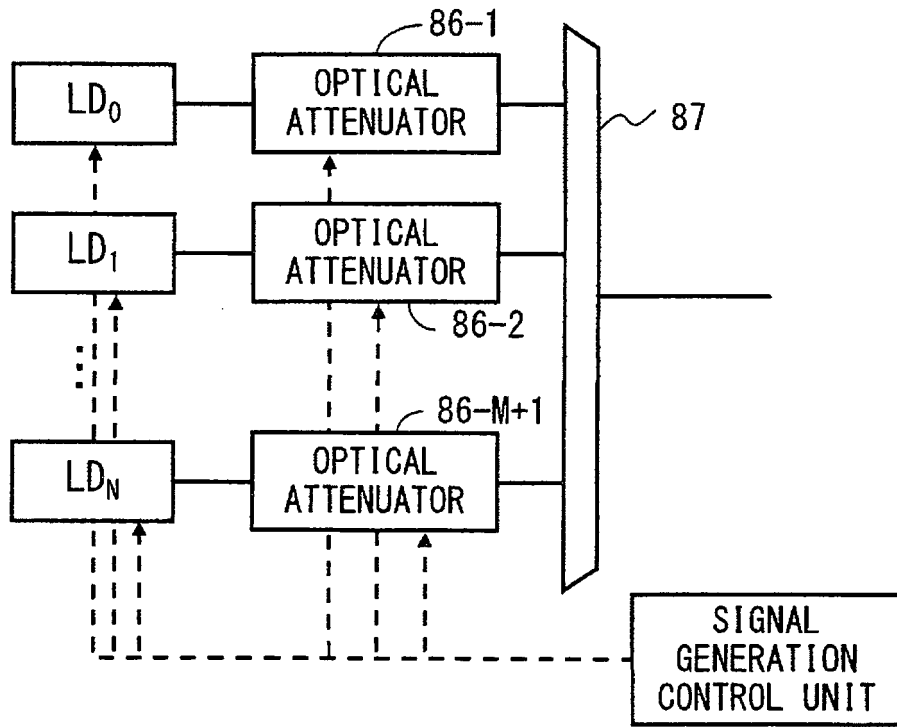 86-1
LD₀
OPTICAL
ATTENUATOR
87
LD₁
OPTICAL
ATTENUATOR
86-2
86-M+1
LD_N
OPTICAL
ATTENUATOR
SIGNAL
GENERATION
CONTROL UNIT